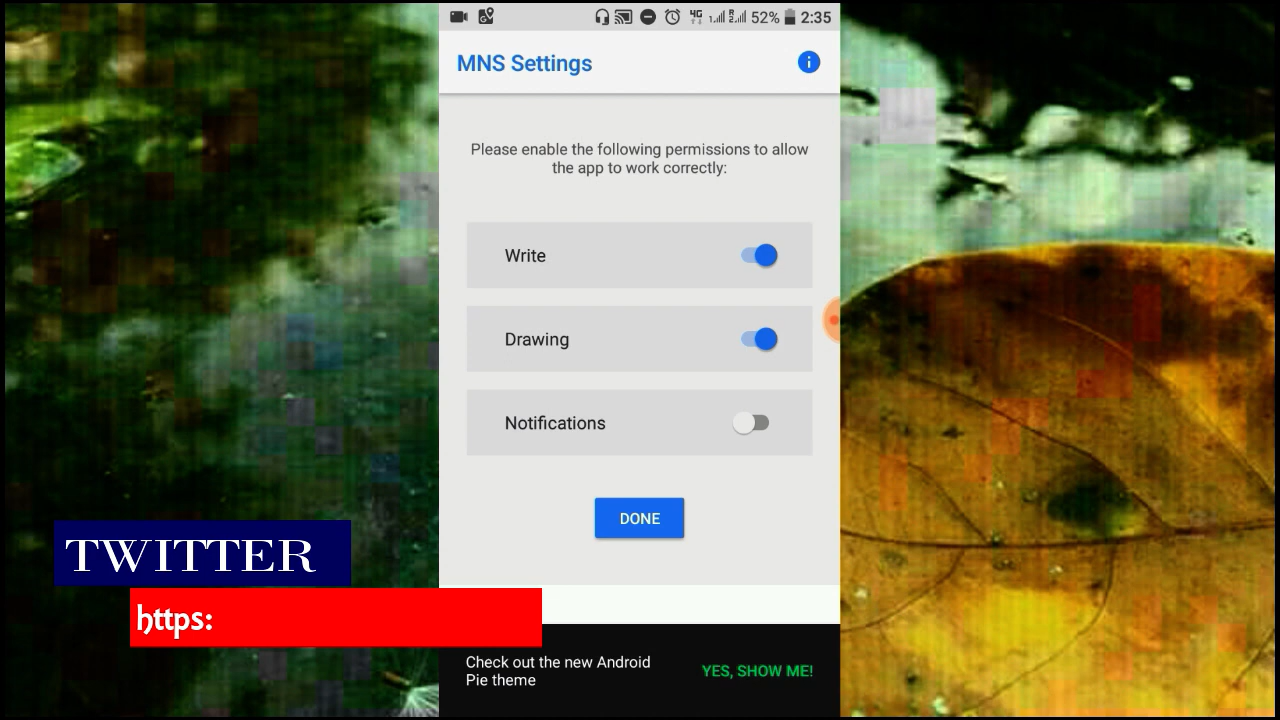 4G
R
52%
2:35
MNS Settings
i
Please enable the following permissions to allow
the app to work correctly:
Write
Drawing
Notifications
DONE
TWITTER
https:
Check out the new Android
Pie theme
YES, SHOW ME!